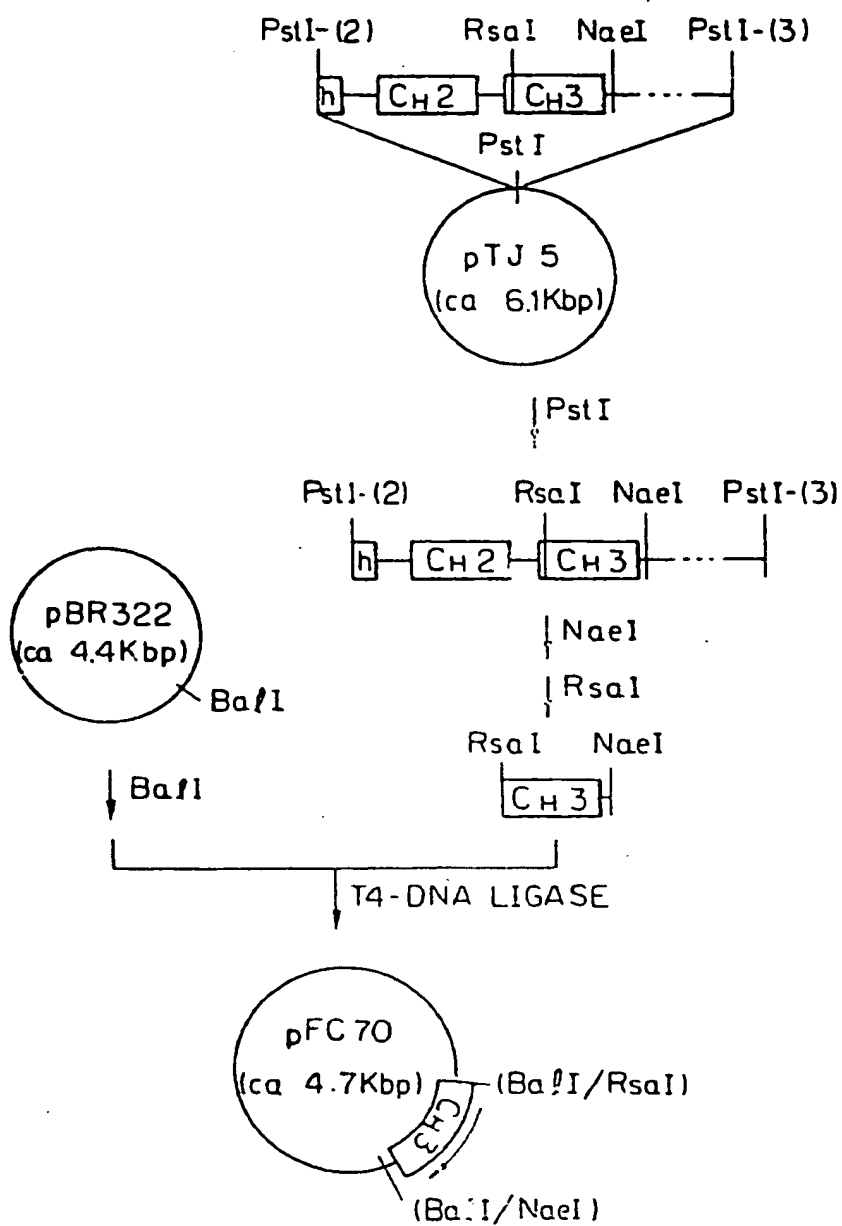 PstI-(2) RsaI NaeI PstI-(3)
h CH2 CH3
PstI
pTJ 5
(ca 6.1Kbp)
PstI
PstI-(2) RsaI NaeI PstI-(3)
h CH2 CH3
pBR322
(ca 4.4Kbp)
BalI
NaeI
RsaI
RsaI NaeI
CH3
BalI
T4-DNA LIGASE
pFC70
(ca 4.7Kbp)
(BalI/RsaI)
CH3
(BalI/NaeI)